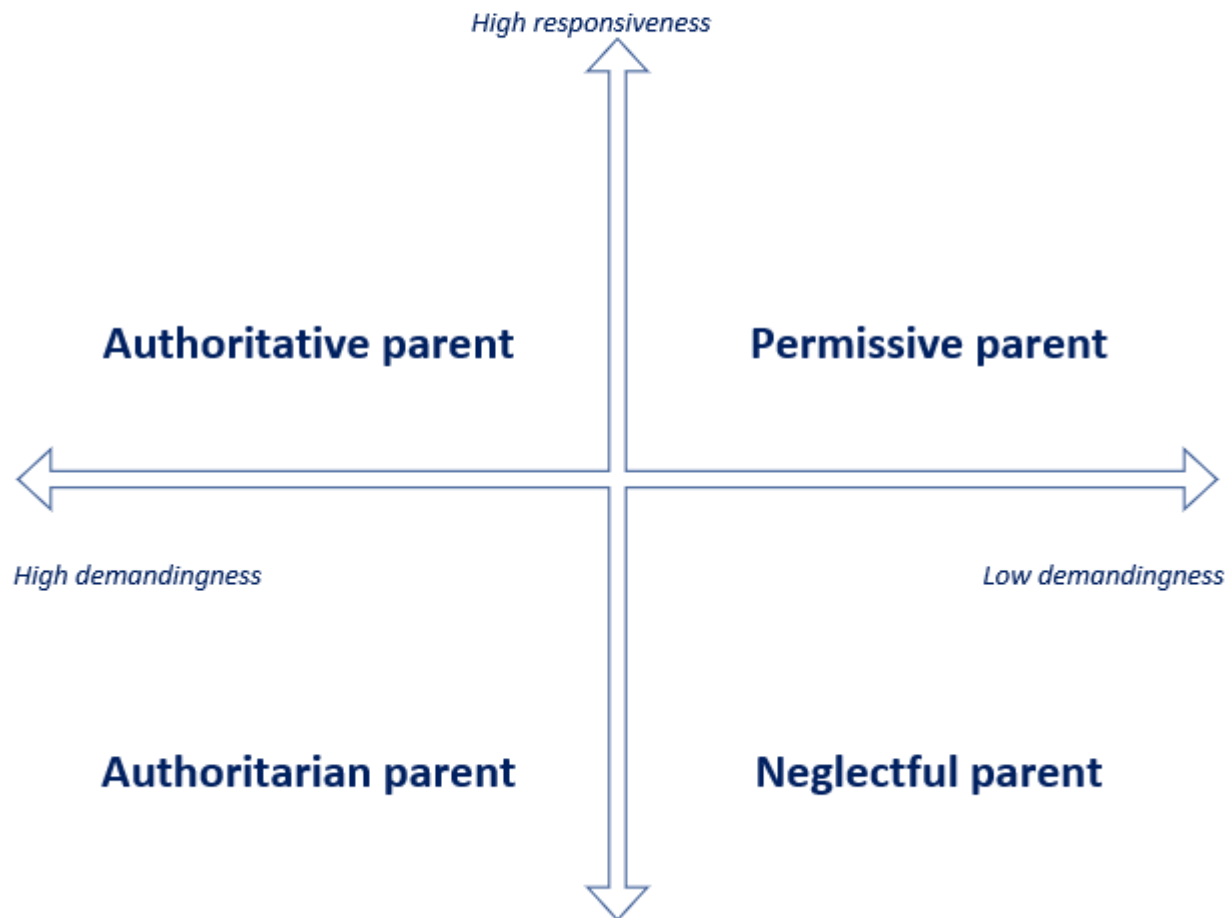 High responsiveness
Authoritative parent
Permissive parent
High demandingness
Low demandingness
Authoritarian parent
Neglectful parent